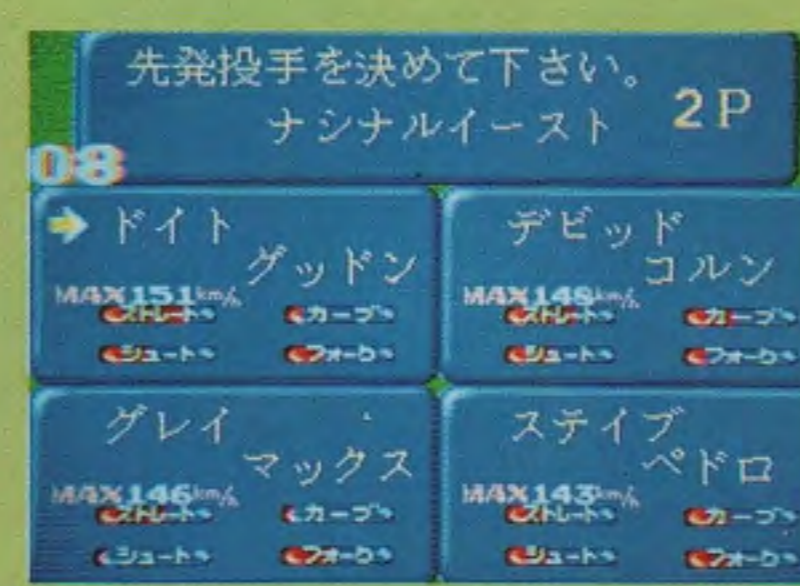 先発投手を決めて下さい。
ナシナルイースト 2P
08
ドイト
グッドン
MAX151km/h
ストレート カーブ
シュート フォーク
デビッド
コルン
MAX148km/h
ストレート カーブ
シュート フォーク
グレイ
マックス
MAX146km/h
ストレート カーブ
シュート フォーク
ステイブ
ペドロ
MAX143km/h
ストレート カーブ
シュート フォーク